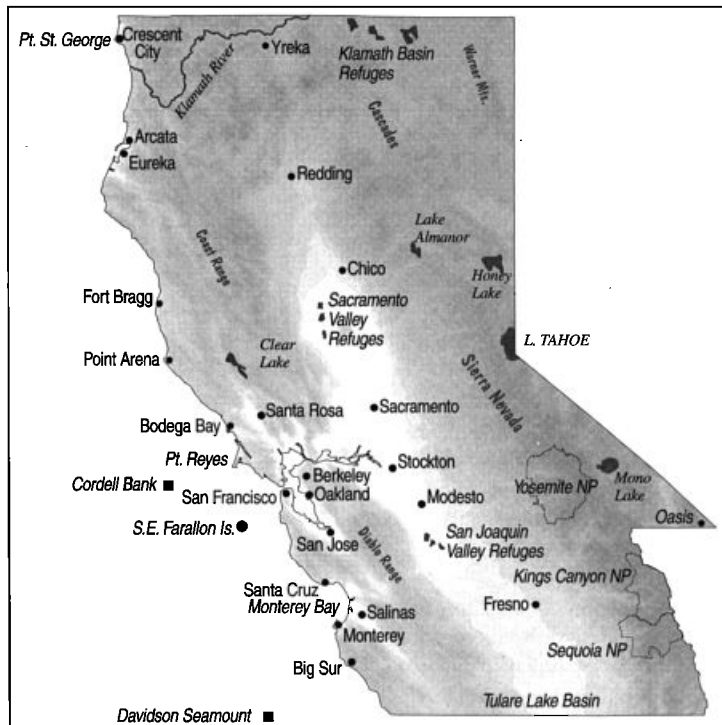 Pt. St. George
Crescent
City
Klamath River
Yreka
Klamath Basin
Refuges
Warner Mts.
Cascades
Arcata
Eureka
Redding
Coast Range
Lake
Almanor
Honey
Lake
Chico
Fort Bragg
Sacramento
Valley
Refuges
Clear
Lake
L. TAHOE
Point Arena
Sierra Nevada
Santa Rosa
Sacramento
Bodega Bay
Pt. Reyes
Stockton
Berkeley
Oakland
Cordell Bank
San Francisco
Modesto
Yosemite NP
Mono
Lake
Oasis
S.E. Farallon Is.
San Jose
Diablo Range
San Joaquin
Valley Refuges
Santa Cruz
Monterey Bay
Salinas
Monterey
Fresno
Kings Canyon NP
Sequoia NP
Big Sur
Tulare Lake Basin
Davidson Seamount